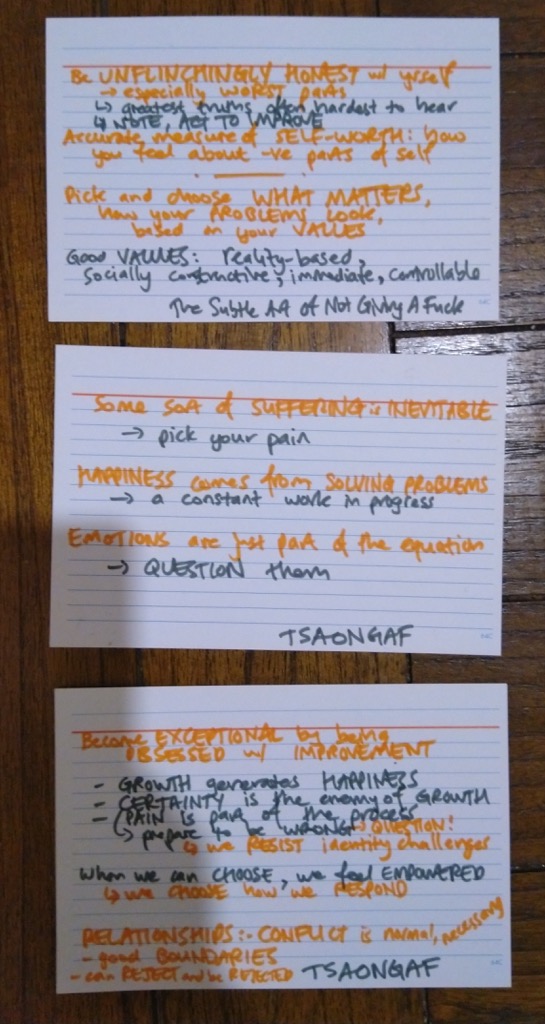 Be UNFLINCHINGLY HONEST w/ yrself
→ especially WORST parts
↳ greatest truths often hardest to hear
↳ NOTE, ACT TO IMPROVE
Accurate measure of SELF-WORTH: how
you feel about -ve parts of self
Pick and choose WHAT MATTERS,
how your PROBLEMS look,
based on your VALUES
Good VALUES: reality-based,
socially constructive, immediate, controllable
The Subtle Art of Not Giving A Fuck
Some sort of SUFFERING is INEVITABLE
→ pick your pain
HAPPINESS comes from SOLVING PROBLEMS
→ a constant work in progress
EMOTIONS are just part of the equation
→ QUESTION them
TSAONGAF
Become EXCEPTIONAL by being
OBSESSED w/ IMPROVEMENT
- GROWTH generates HAPPINESS
- CERTAINTY is the enemy of GROWTH
- PAIN is part of the process
↳ prepare to be WRONG → QUESTION!
↳ we RESIST identity challenges
When we can CHOOSE, we feel EMPOWERED
↳ we CHOOSE how we RESPOND
RELATIONSHIPS:- CONFLICT is normal, necessary
- good BOUNDARIES
- can REJECT and be REJECTED TSAONGAF